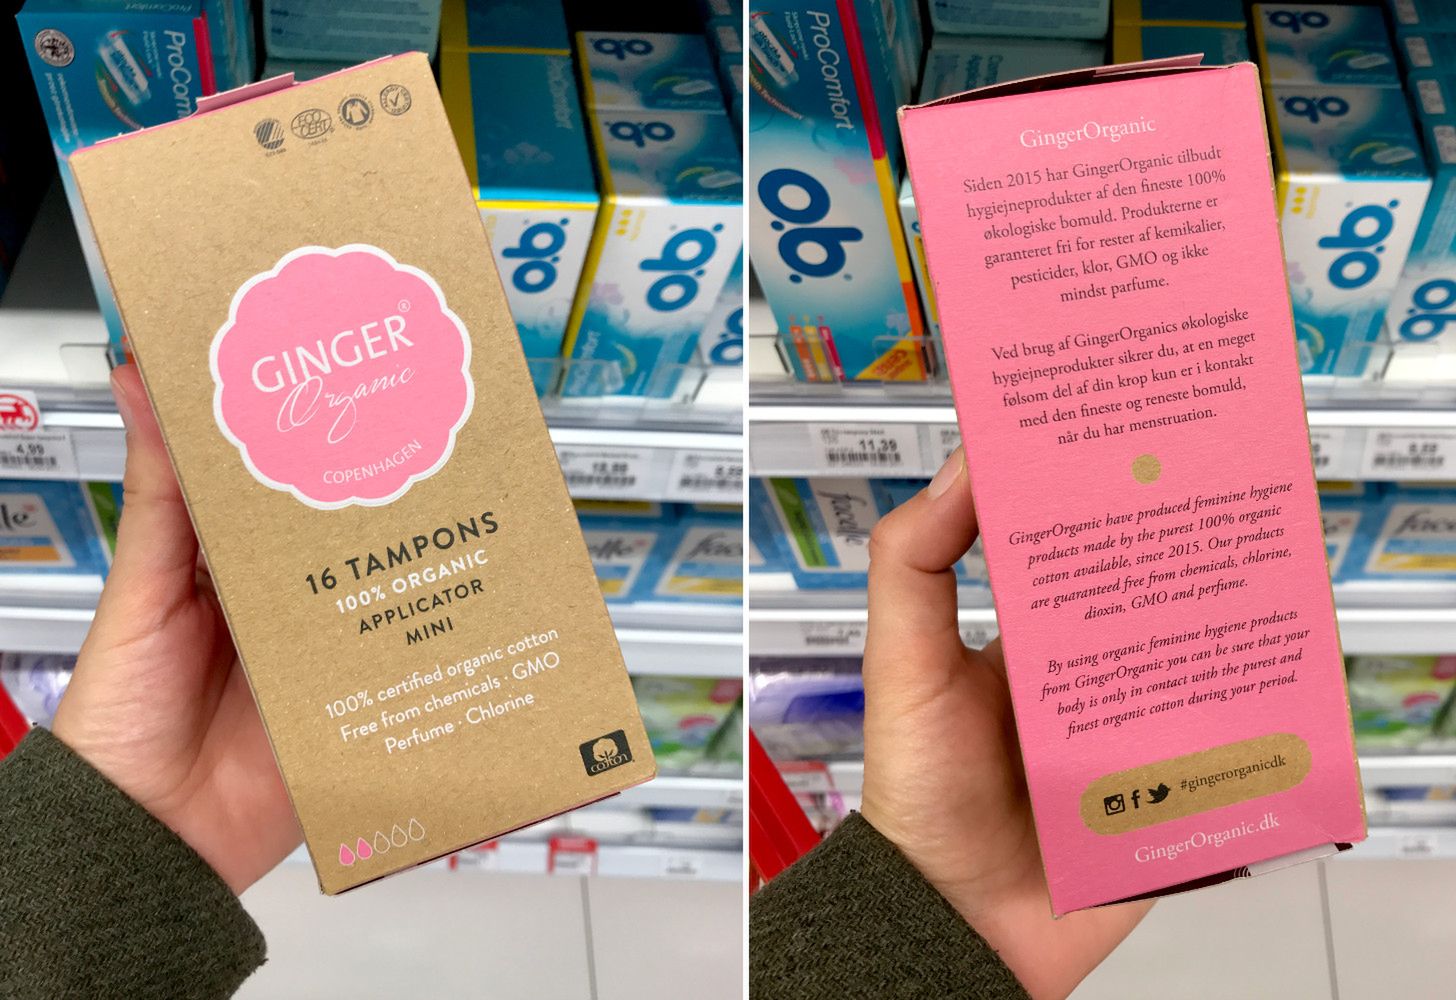 ProComfort
o.b.
o.b.
o.b.
ECO
CERT
GINGER®
Organic
COPENHAGEN
16 TAMPONS
100% ORGANIC
APPLICATOR
MINI
100% certified organic cotton
Free from chemicals · GMO
Perfume · Chlorine
cotton
4,99
ProComfort
o.b.
o.b.
o.b.
o.b.
GingerOrganic
Siden 2015 har GingerOrganic tilbudt
hygiejneprodukter af den fineste 100%
økologiske bomuld. Produkterne er
garanteret fri for rester af kemikalier,
pesticider, klor, GMO og ikke
mindst parfume.
Ved brug af GingerOrganics økologiske
hygiejneprodukter sikrer du, at en meget
følsom del af din krop kun er i kontakt
med den fineste og reneste bomuld,
når du har menstruation.
GingerOrganic have produced feminine hygiene
products made by the purest 100% organic
cotton available, since 2015. Our products
are guaranteed free from chemicals, chlorine,
dioxin, GMO and perfume.
By using organic feminine hygiene products
from GingerOrganic you can be sure that your
body is only in contact with the purest and
finest organic cotton during your period.
#gingerorganicdk
GingerOrganic.dk
11,39
facelle